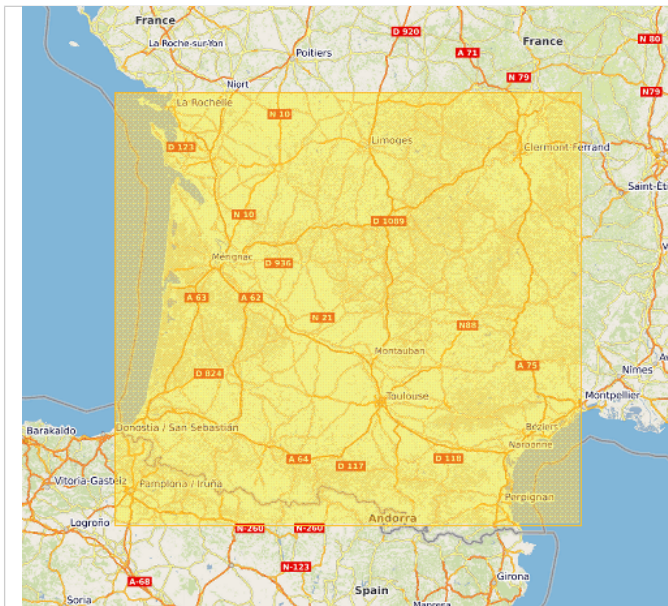 France
D 920
N 80
La Roche-sur-Yon
Poitiers
A 71
France
N 79
Niort
N79
La Rochelle
N 10
D 123
Limoges
Clermont-Ferrand
N 10
D 1089
Mérignac
D 936
A 63
A 62
N 21
N88
Montauban
A 75
Nîmes
D 824
Toulouse
Montpellier
Barakaldo
Donostia / San Sebastián
Béziers
Narbonne
A 64
D 117
D 118
Vitoria-Gasteiz
Pamplona / Iruña
Perpignan
Logroño
Andorra
N-260
N-260
N-123
A-68
Girona
Spain
Soria